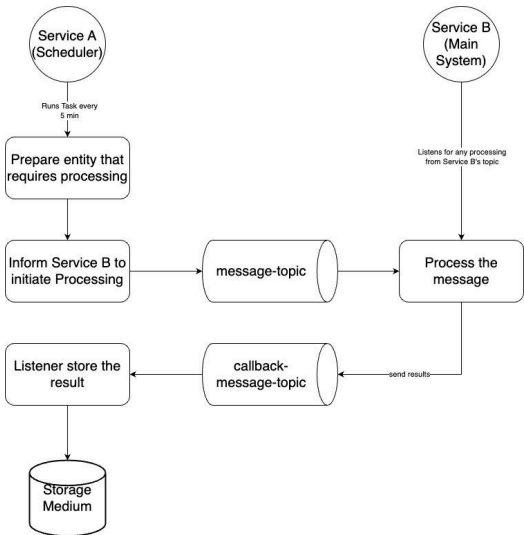 Service A
(Scheduler)
Service B
(Main
System)
Runs Task every
5 min
Listens for any processing
from Service B's topic
Prepare entity that
requires processing
Inform Service B to
initiate Processing
message-topic
Process the
message
Listener store the
result
callback-
message-topic
send results
Storage
Medium